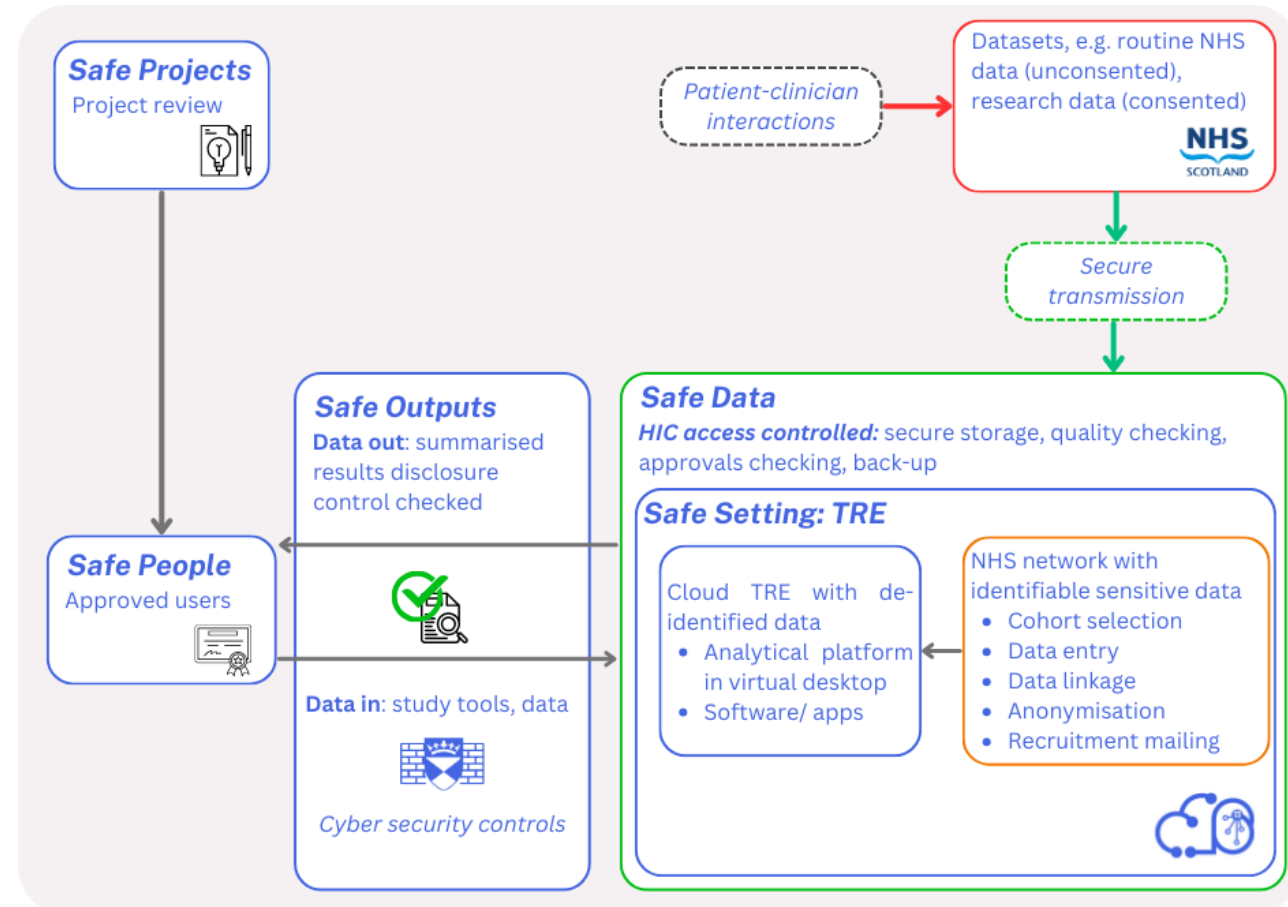 Safe Projects
Project review
Patient-clinician
interactions
Datasets, e.g. routine NHS
data (unconsented),
research data (consented)
NHS
SCOTLAND
Secure
transmission
Safe Outputs
Data out: summarised
results disclosure
control checked
Data in: study tools, data
Cyber security controls
Safe People
Approved users
Safe Data
HIC access controlled: secure storage, quality checking,
approvals checking, back-up
Safe Setting: TRE
Cloud TRE with de-
identified data
• Analytical platform
in virtual desktop
• Software/ apps
NHS network with
identifiable sensitive data
• Cohort selection
• Data entry
• Data linkage
• Anonymisation
• Recruitment mailing